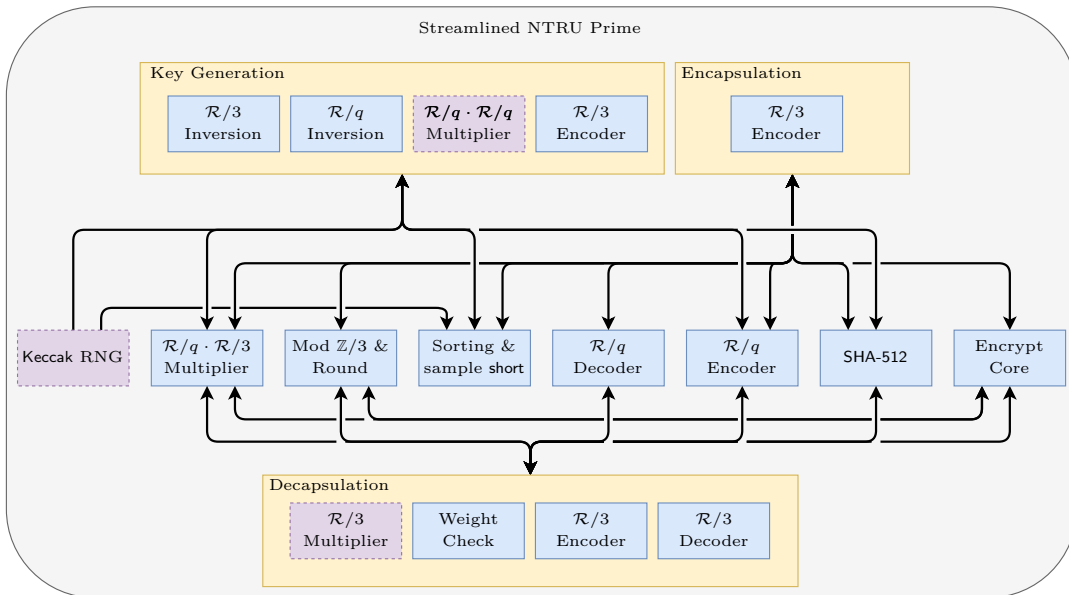 Streamlined NTRU Prime
Key Generation
ℛ/3
Inversion
ℛ/q
Inversion
ℛ/q · ℛ/q
Multiplier
ℛ/3
Encoder
Encapsulation
ℛ/3
Encoder
Keccak RNG
ℛ/q · ℛ/3
Multiplier
Mod ℤ/3 &
Round
Sorting &
sample short
ℛ/q
Decoder
ℛ/q
Encoder
SHA-512
Encrypt
Core
Decapsulation
ℛ/3
Multiplier
Weight
Check
ℛ/3
Encoder
ℛ/3
Decoder